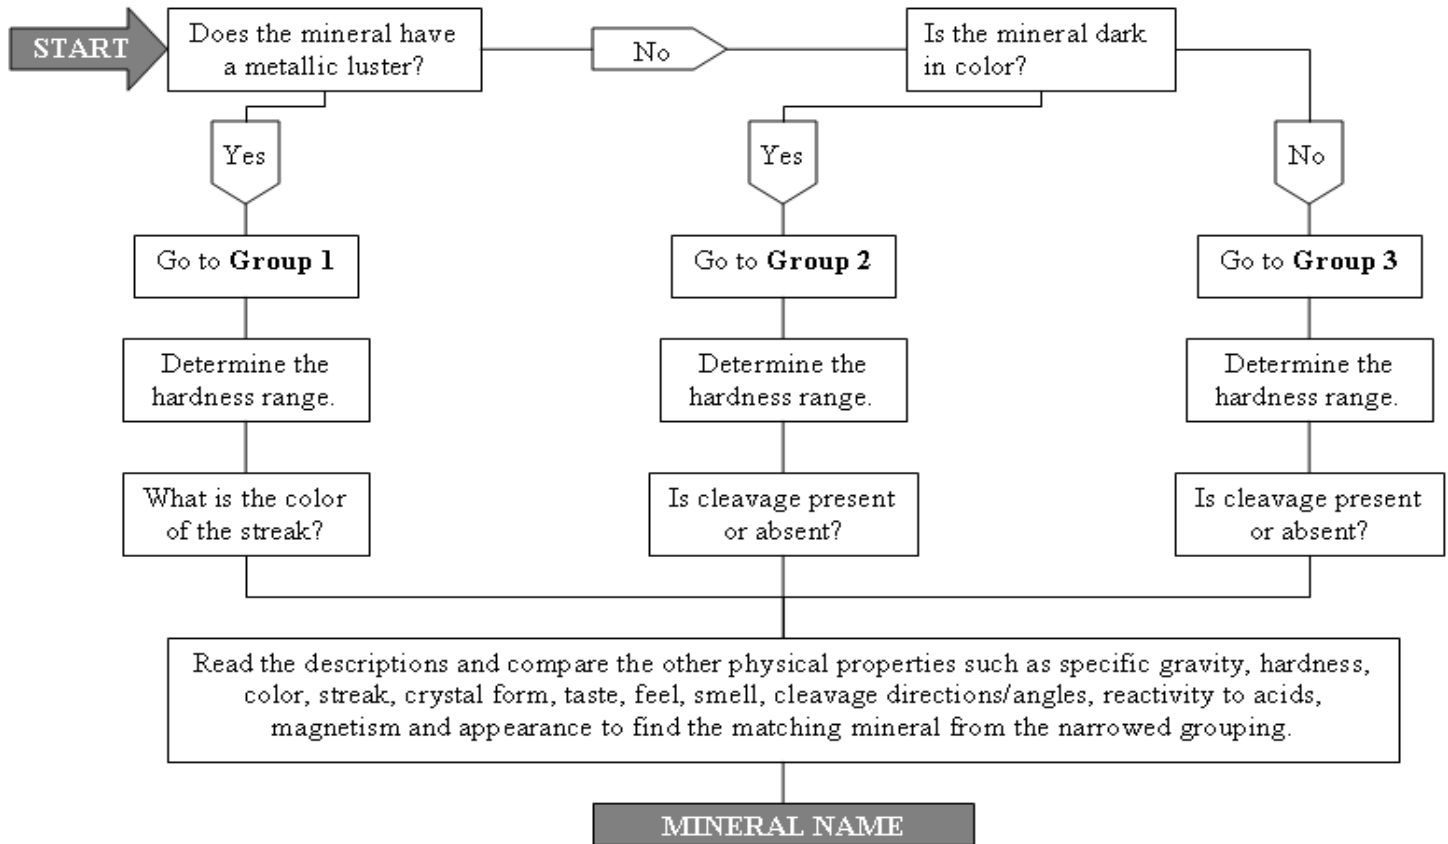 START
Does the mineral have
a metallic luster?
No
Is the mineral dark
in color?
Yes
Yes
No
Go to Group 1
Go to Group 2
Go to Group 3
Determine the
hardness range.
Determine the
hardness range.
Determine the
hardness range.
What is the color
of the streak?
Is cleavage present
or absent?
Is cleavage present
or absent?
Read the descriptions and compare the other physical properties such as specific gravity, hardness,
color, streak, crystal form, taste, feel, smell, cleavage directions/angles, reactivity to acids,
magnetism and appearance to find the matching mineral from the narrowed grouping.
MINERAL NAME